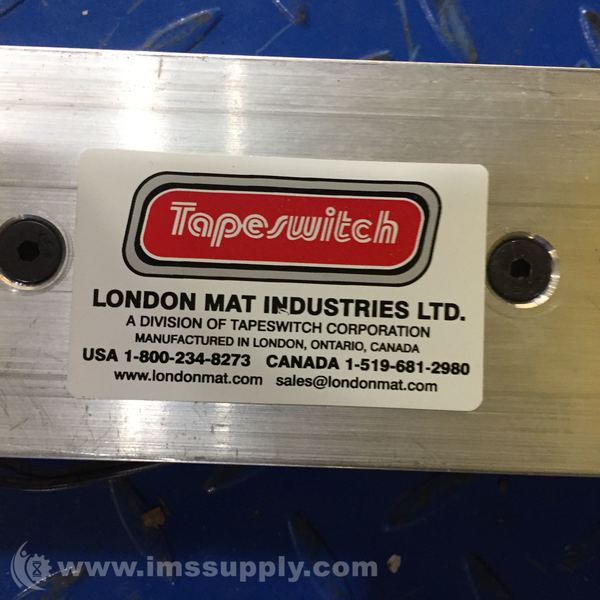 Tapeswitch
LONDON MAT INDUSTRIES LTD.
A DIVISION OF TAPESWITCH CORPORATION
MANUFACTURED IN LONDON, ONTARIO, CANADA
USA 1-800-234-8273 CANADA 1-519-681-2980
www.londonmat.com sales@londonmat.com
www.imssupply.com